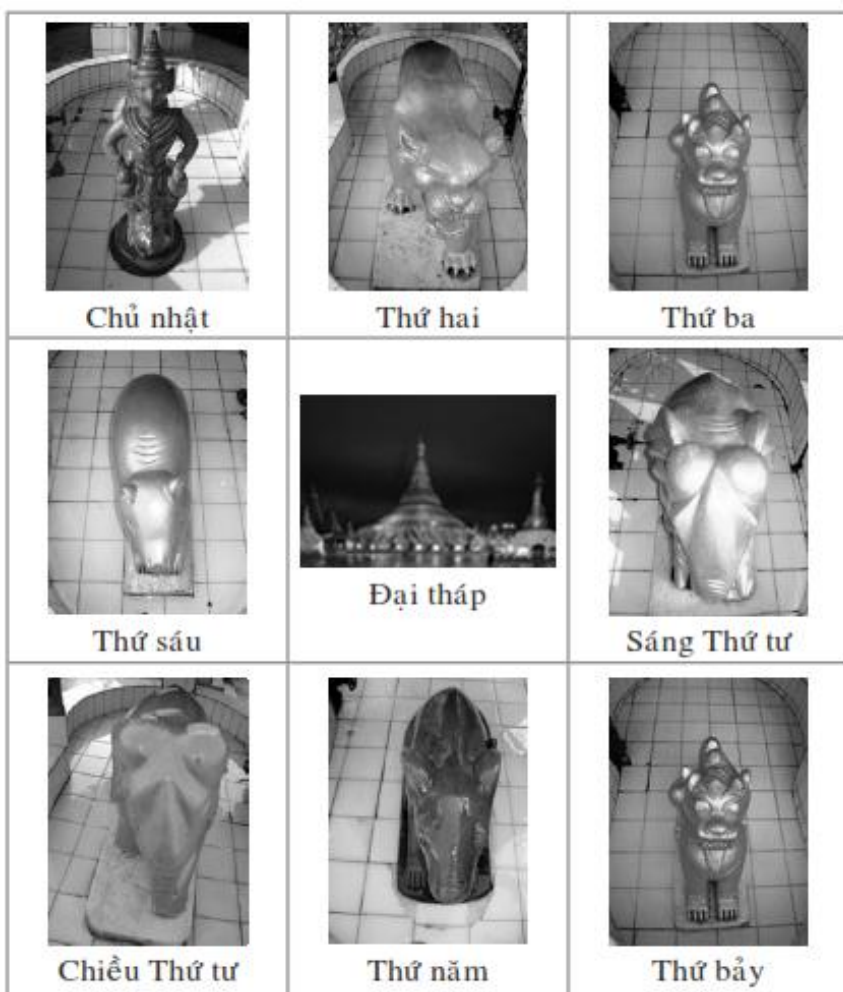 Chủ nhật
Thứ hai
Thứ ba
Thứ sáu
Đại tháp
Sáng Thứ tư
Chiều Thứ tư
Thứ năm
Thứ bảy